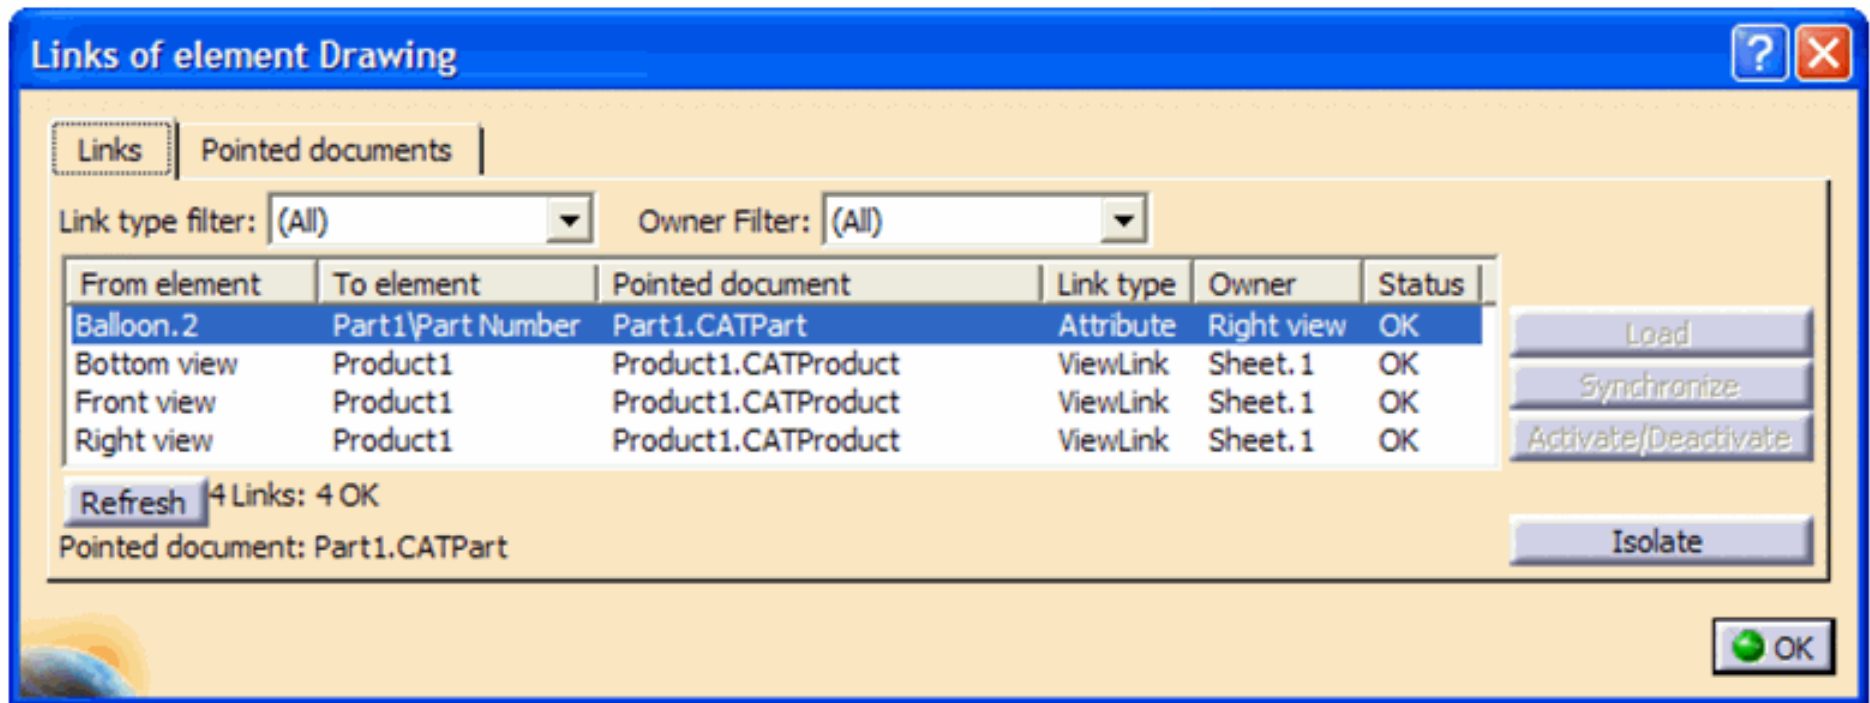 Links of element Drawing ?
Links Pointed documents
Link type filter: (All) Owner Filter: (All)
From element To element Pointed document Link type Owner Status
Balloon.2 Part1\Part Number Part1.CATPart Attribute Right view OK
Load
Bottom view Product1 Product1.CATProduct ViewLink Sheet.1 OK
Synchronize
Front view Product1 Product1.CATProduct ViewLink Sheet.1 OK
Right view Product1 Product1.CATProduct ViewLink Sheet.1 OK
Activate/Deactivate
Refresh 4 Links: 4 OK
Pointed document: Part1.CATPart
Isolate
OK